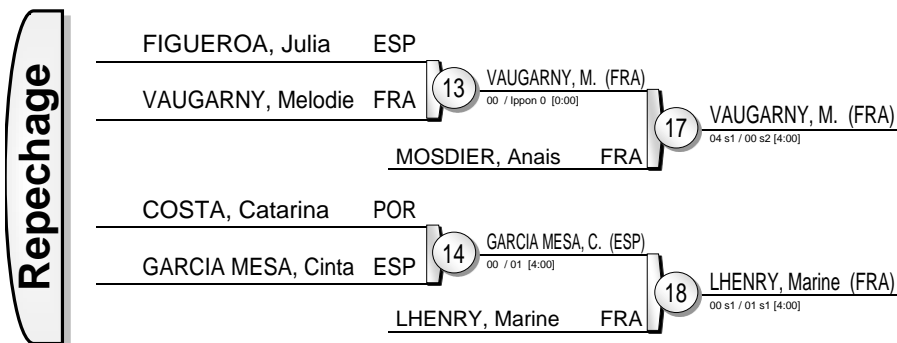 Repechage
FIGUEROA, Julia ESP
VAUGARNY, Melodie FRA
13
VAUGARNY, M. (FRA)
00 / Ippon 0 [0:00]
MOSDIER, Anais FRA
17
VAUGARNY, M. (FRA)
04 s1 / 00 s2 [4:00]
COSTA, Catarina POR
GARCIA MESA, Cinta ESP
14
GARCIA MESA, C. (ESP)
00 / 01 [4:00]
LHENRY, Marine FRA
18
LHENRY, Marine (FRA)
00 s1 / 01 s1 [4:00]